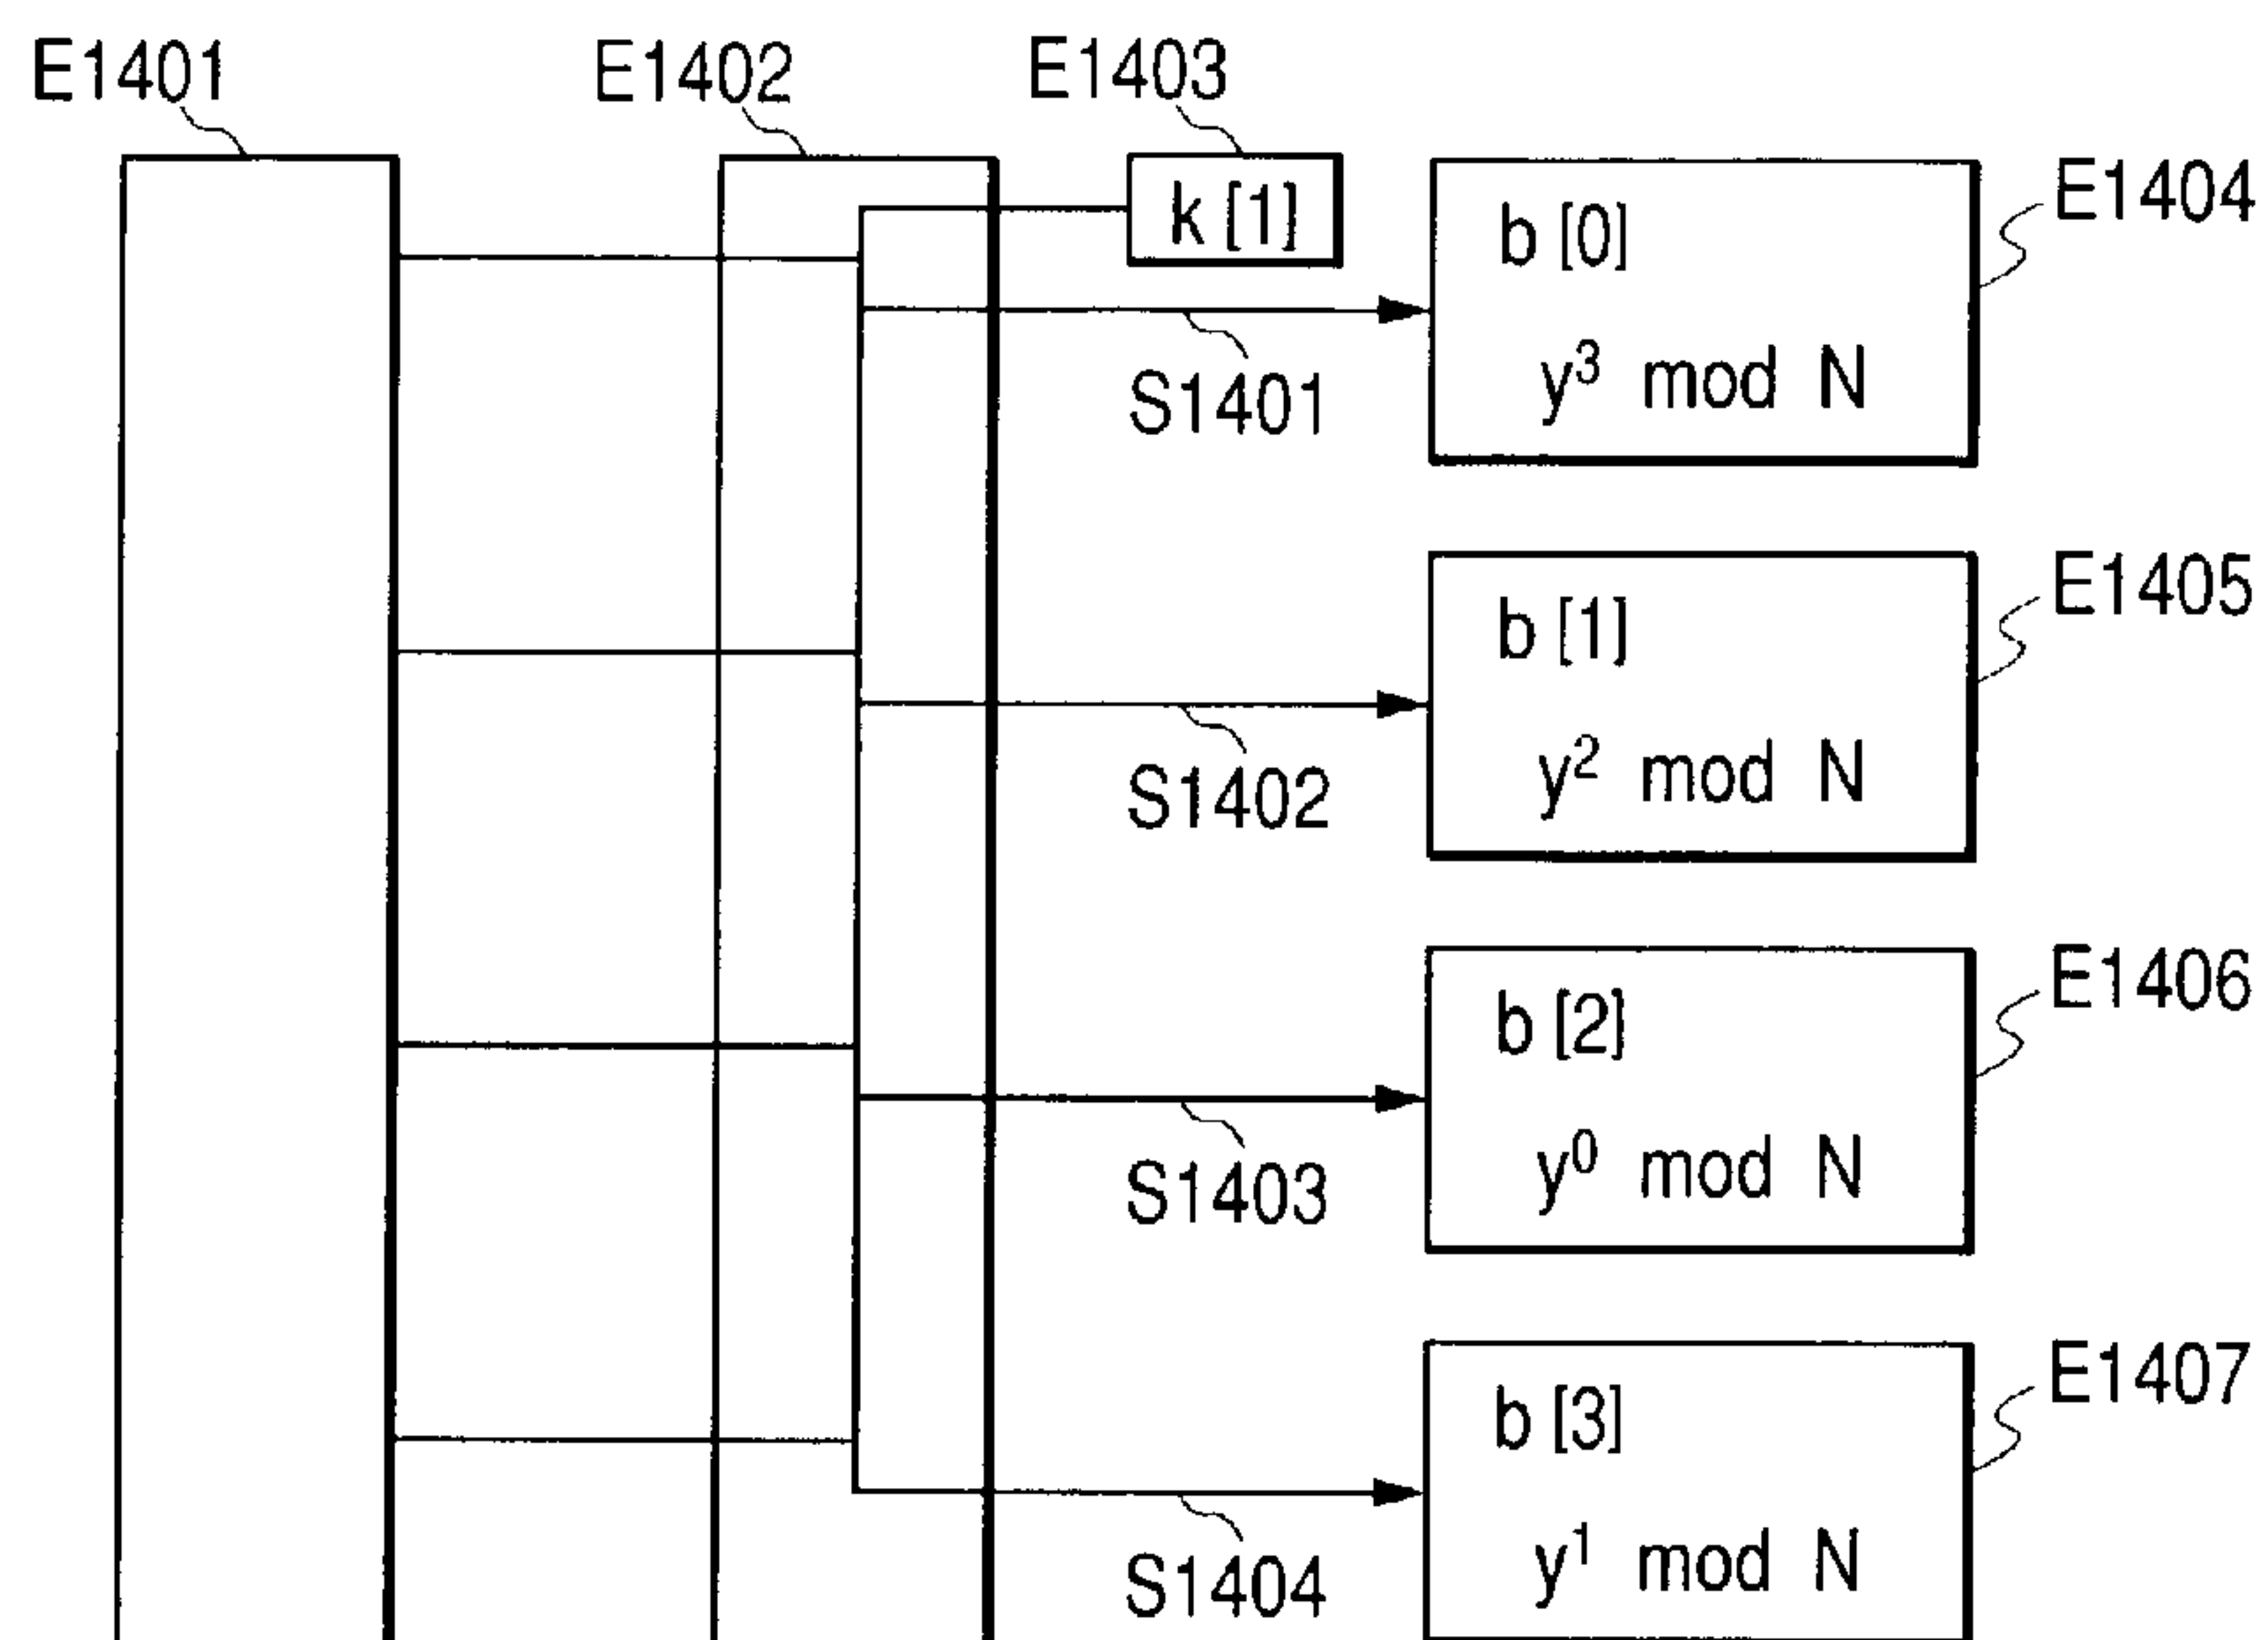 E1401
E1402
E1403
k [1]
E1404
b [0]
y³ mod N
S1401
E1405
b [1]
y² mod N
S1402
E1406
b [2]
y⁰ mod N
S1403
E1407
b [3]
y¹ mod N
S1404